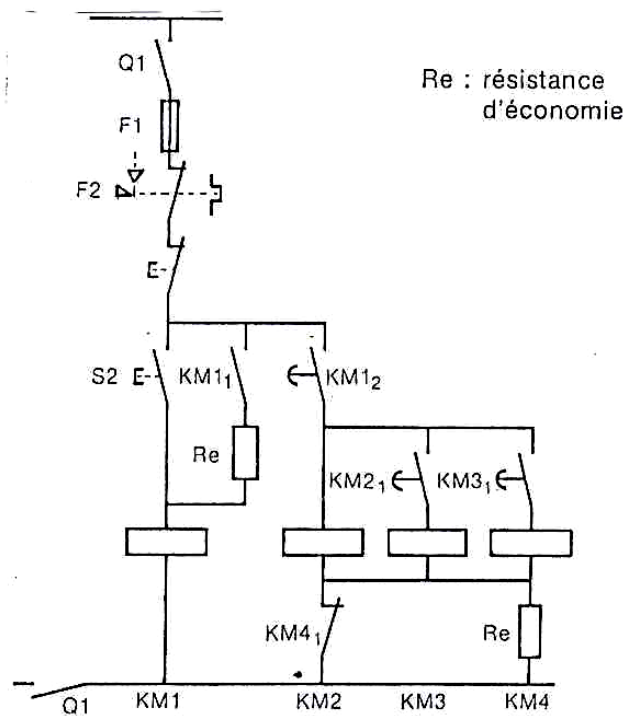 Q1
Re : résistance
d'économie
F1
F2
E
S2 E KM1₁ KM1₂
Re KM2₁ KM3₁
KM4₁ Re
Q1 KM1 KM2 KM3 KM4